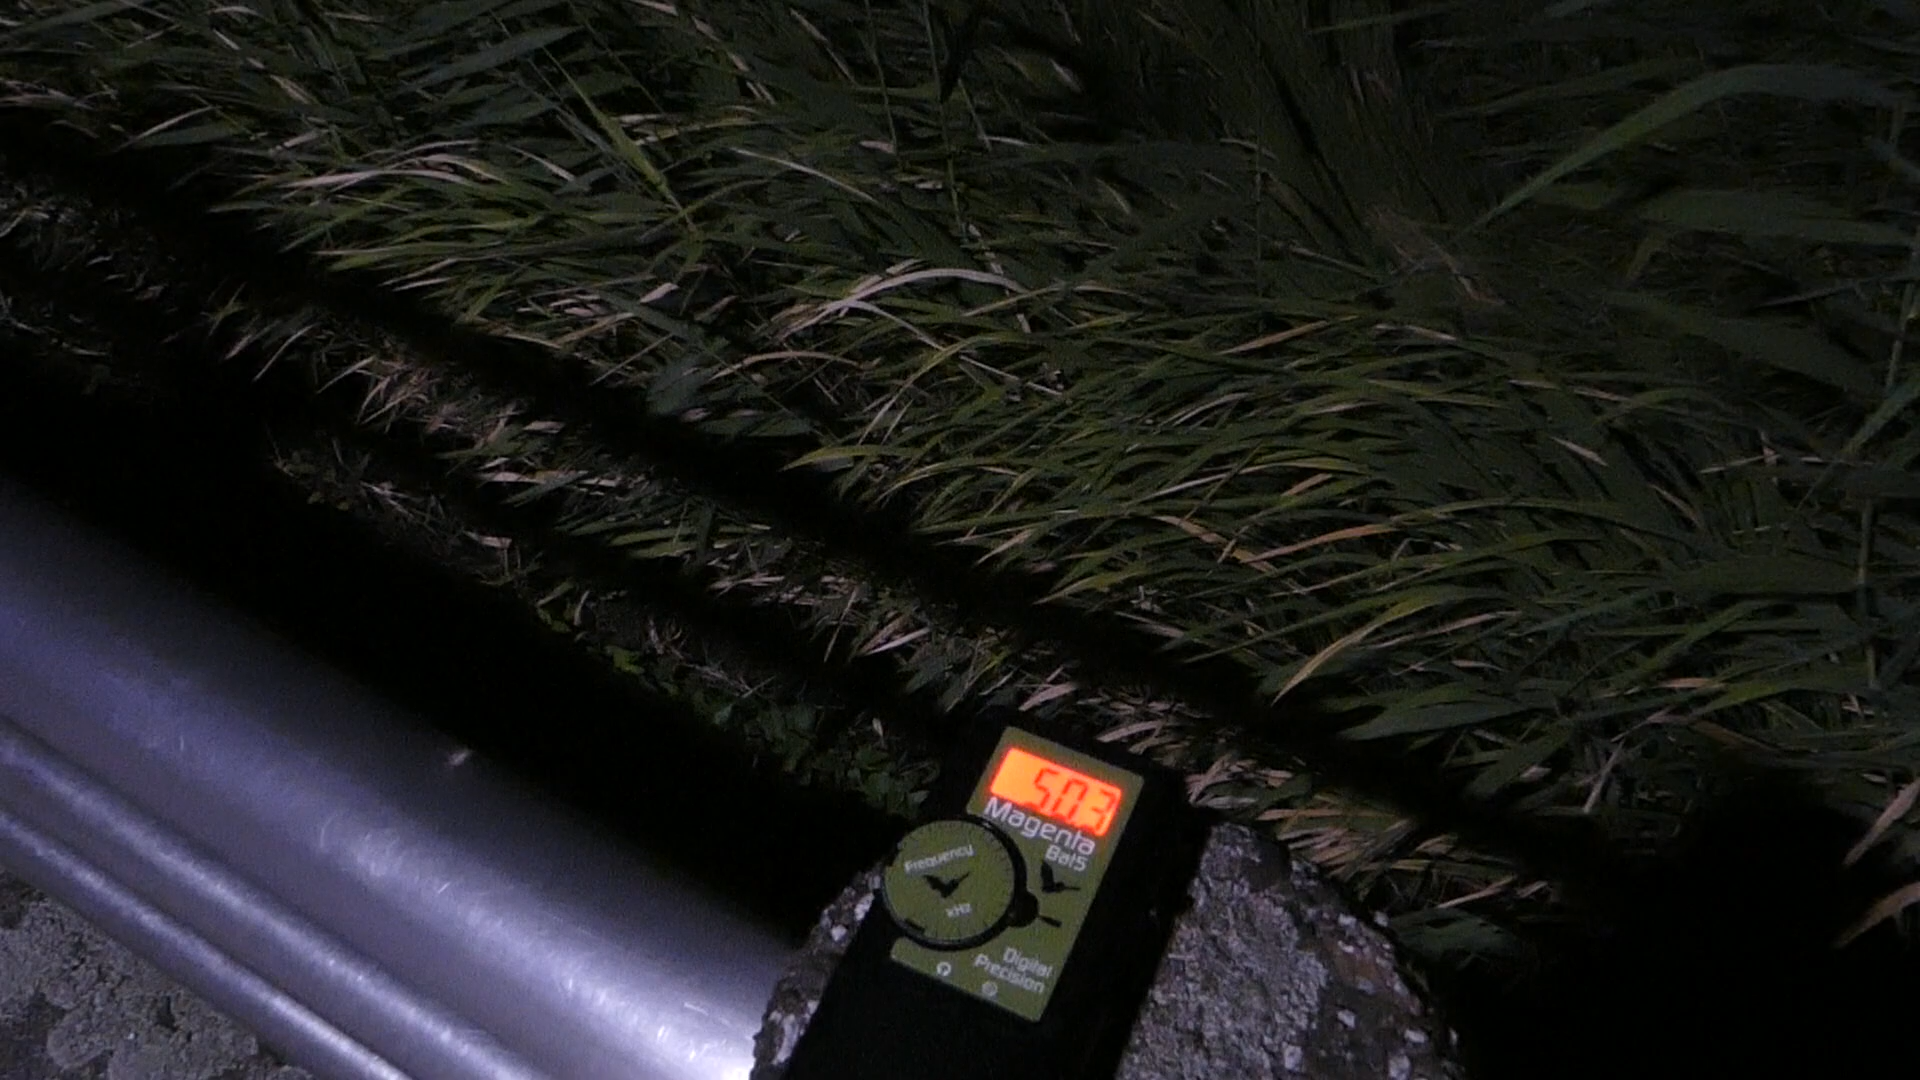 50.3
Magenta
Bat5
Frequency
kHz
Digital
Precision